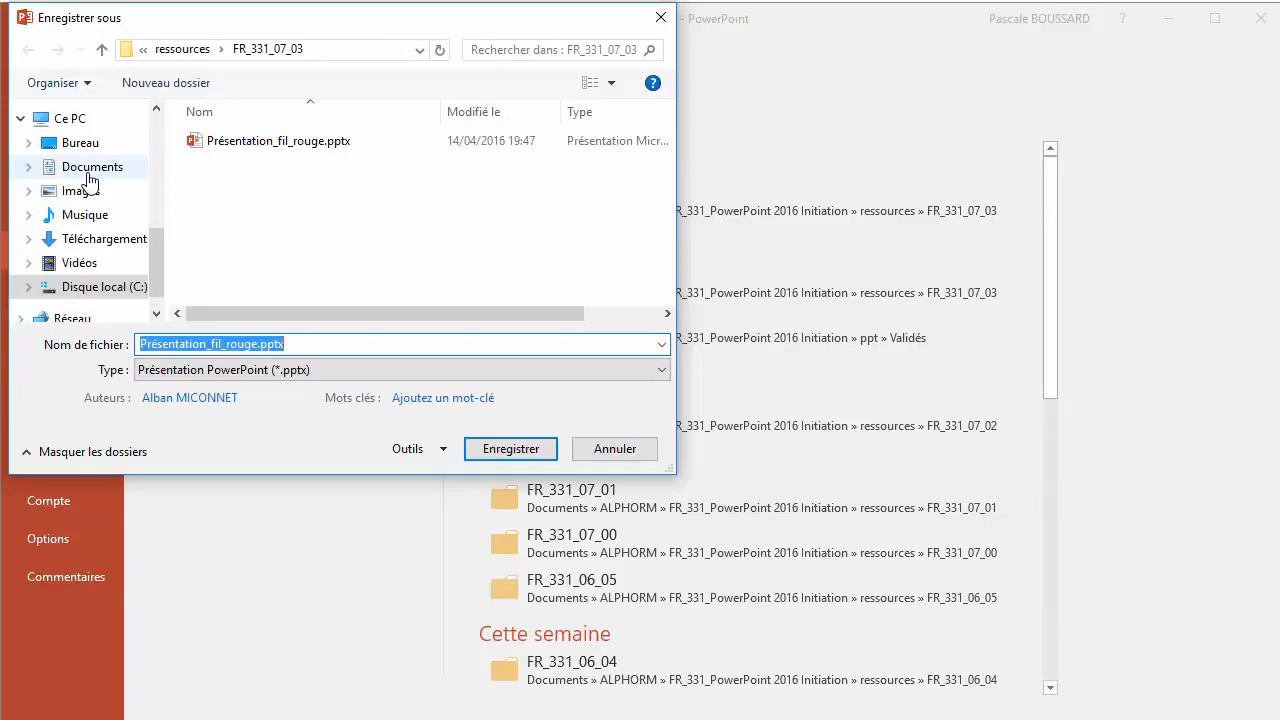 Enregistrer sous
- PowerPoint
Pascale BOUSSARD
?
« ressources › FR_331_07_03
Rechercher dans : FR_331_07_03
Organiser
Nouveau dossier
?
Ce PC
Bureau
Documents
Images
Musique
Téléchargement
Vidéos
Disque local (C:)
Réseau
Nom
Modifié le
Type
Présentation_fil_rouge.pptx
14/04/2016 19:47
Présentation Micr...
Nom de fichier :
Présentation_fil_rouge.pptx
Type :
Présentation PowerPoint (*.pptx)
Auteurs :
Alban MICONNET
Mots clés :
Ajoutez un mot-clé
Masquer les dossiers
Outils
Enregistrer
Annuler
R_331_PowerPoint 2016 Initiation » ressources » FR_331_07_03
R_331_PowerPoint 2016 Initiation » ressources » FR_331_07_03
R_331_PowerPoint 2016 Initiation » ppt » Validés
R_331_PowerPoint 2016 Initiation » ressources » FR_331_07_02
FR_331_07_01
Documents » ALPHORM » FR_331_PowerPoint 2016 Initiation » ressources » FR_331_07_01
FR_331_07_00
Documents » ALPHORM » FR_331_PowerPoint 2016 Initiation » ressources » FR_331_07_00
FR_331_06_05
Documents » ALPHORM » FR_331_PowerPoint 2016 Initiation » ressources » FR_331_06_05
Cette semaine
FR_331_06_04
Documents » ALPHORM » FR_331_PowerPoint 2016 Initiation » ressources » FR_331_06_04
Compte
Options
Commentaires